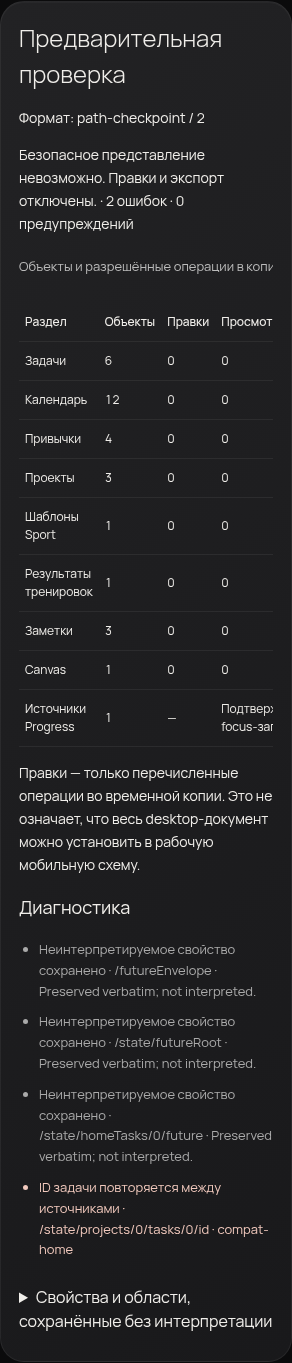 Предварительная
проверка
Формат: path-checkpoint / 2
Безопасное представление
невозможно. Правки и экспорт
отключены. · 2 ошибок · 0
предупреждений
Объекты и разрешённые операции в копи
Раздел Объекты Правки Просмот
Задачи 6 0 0
Календарь 12 0 0
Привычки 4 0 0
Проекты 3 0 0
Шаблоны
Sport 1 0 0
Результаты
тренировок 1 0 0
Заметки 3 0 0
Canvas 1 0 0
Источники Подтверж
Progress 1 — focus-зап
Правки — только перечисленные
операции во временной копии. Это не
означает, что весь desktop-документ
можно установить в рабочую
мобильную схему.
Диагностика
• Неинтерпретируемое свойство
сохранено · /futureEnvelope ·
Preserved verbatim; not interpreted.
• Неинтерпретируемое свойство
сохранено · /state/futureRoot ·
Preserved verbatim; not interpreted.
• Неинтерпретируемое свойство
сохранено ·
/state/homeTasks/0/future · Preserved
verbatim; not interpreted.
• ID задачи повторяется между
источниками ·
/state/projects/0/tasks/0/id · compat-
home
▶ Свойства и области,
сохранённые без интерпретации